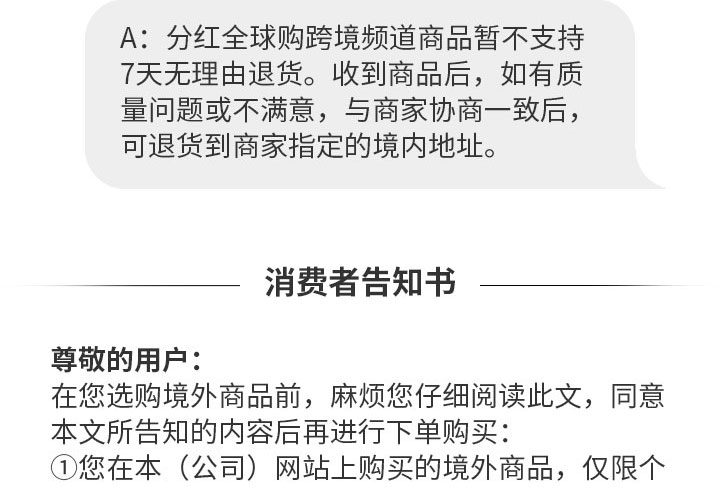 A：分红全球购跨境频道商品暂不支持
7天无理由退货。收到商品后，如有质
量问题或不满意，与商家协商一致后，
可退货到商家指定的境内地址。
消费者告知书
尊敬的用户：
在您选购境外商品前，麻烦您仔细阅读此文，同意
本文所告知的内容后再进行下单购买：
①您在本（公司）网站上购买的境外商品，仅限个